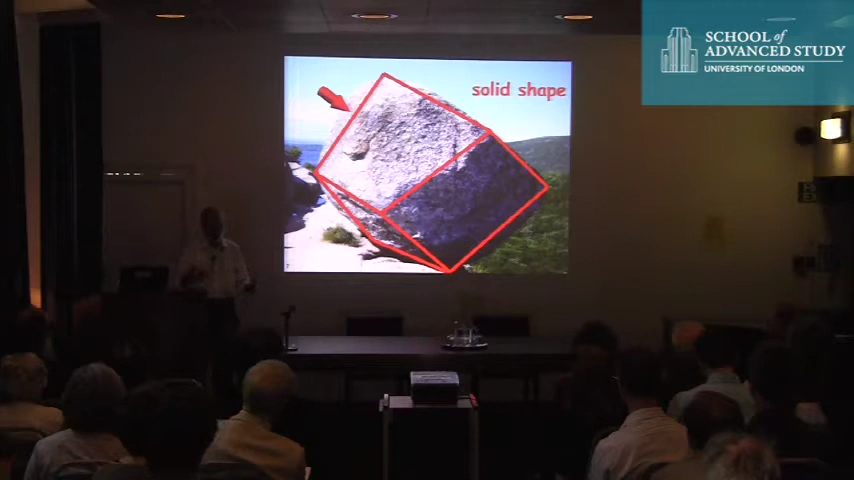 SCHOOL of
ADVANCED STUDY
UNIVERSITY OF LONDON
solid shape